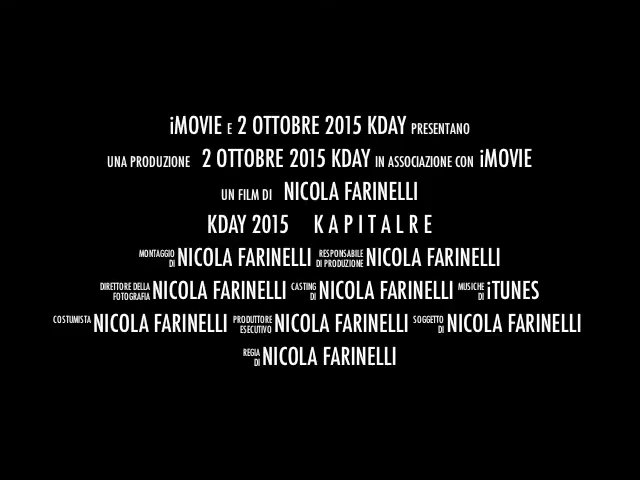 iMOVIE E 2 OTTOBRE 2015 KDAY PRESENTANO
UNA PRODUZIONE 2 OTTOBRE 2015 KDAY IN ASSOCIAZIONE CON iMOVIE
UN FILM DI NICOLA FARINELLI
KDAY 2015 K A P I T A L R E
MONTAGGIO DI NICOLA FARINELLI RESPONSABILE DI PRODUZIONE NICOLA FARINELLI
DIRETTORE DELLA FOTOGRAFIA NICOLA FARINELLI CASTING DI NICOLA FARINELLI MUSICHE DI iTUNES
COSTUMISTA NICOLA FARINELLI PRODUTTORE ESECUTIVO NICOLA FARINELLI SOGGETTO DI NICOLA FARINELLI
REGIA DI NICOLA FARINELLI